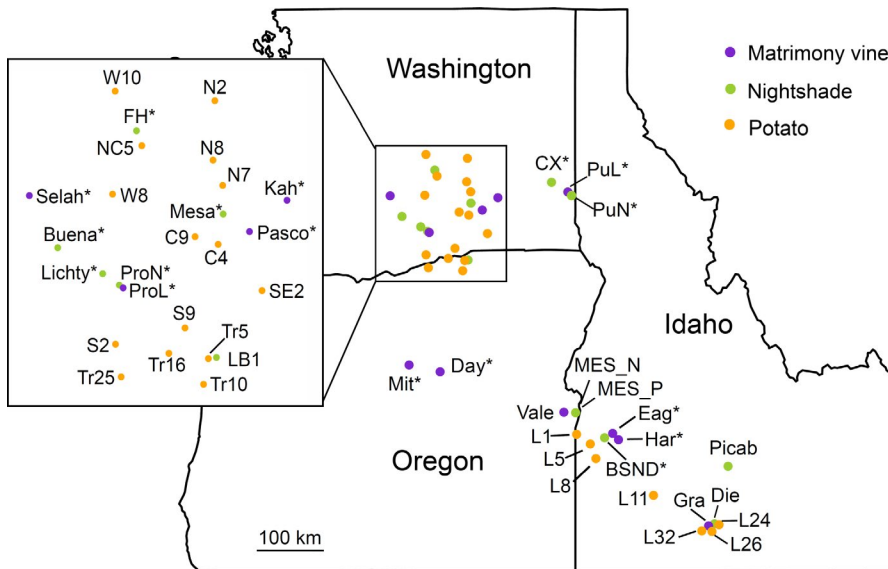 Washington
Matrimony vine
Nightshade
Potato
W10
N2
FH*
NC5
N8
N7
Selah*
W8
Kah*
Mesa*
Pasco*
Buena*
C9
C4
Lichty*
ProN*
ProL*
SE2
S9
Tr5
S2
Tr16
LB1
Tr25
Tr10
CX*
PuL*
PuN*
Idaho
Mit*
Day*
MES_N
MES_P
Vale
Eag*
L1
Har*
L5
BSND*
L8
Picab
Oregon
L11
Gra
Die
L24
L32
L26
100 km